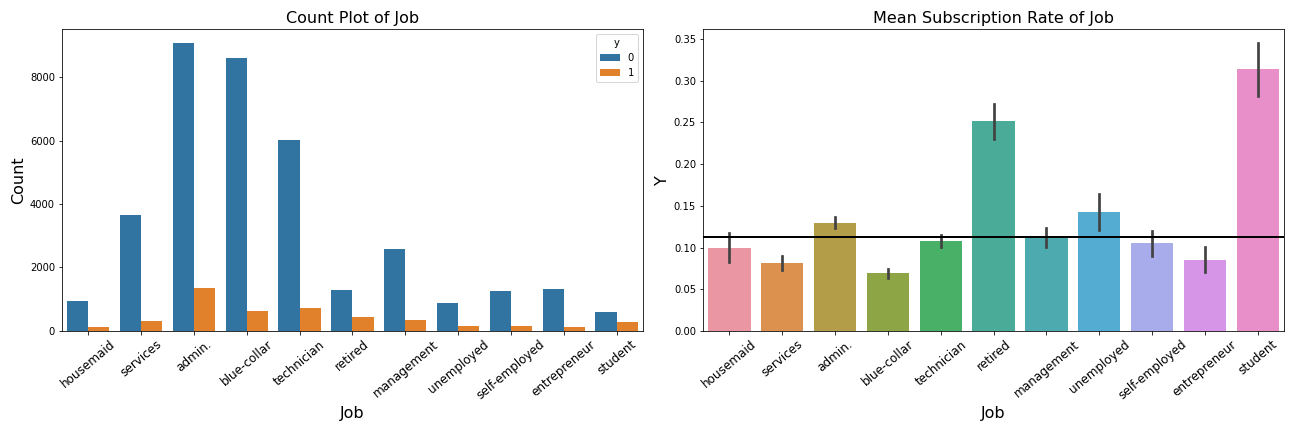 Count Plot of Job
y
0
1
8000
6000
4000
2000
0
Count
housemaid
services
admin.
blue-collar
technician
retired
management
unemployed
self-employed
entrepreneur
student
Job
Mean Subscription Rate of Job
0.35
0.30
0.25
0.20
0.15
0.10
0.05
0.00
Y
housemaid
services
admin.
blue-collar
technician
retired
management
unemployed
self-employed
entrepreneur
student
Job